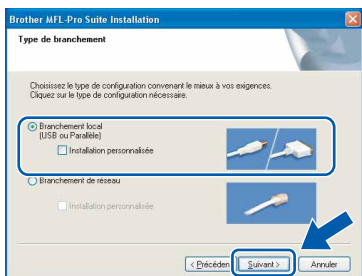 Brother MFL-Pro Suite Installation
Type de branchement
Choisissez le type de configuration convenant le mieux à vos exigences.
Cliquez sur le type de configuration nécessaire.
Branchement local
(USB ou Parallèle)
Installation personnalisée
Branchement de réseau
Installation personnalisée
< Précéden
Suivant >
Annuler